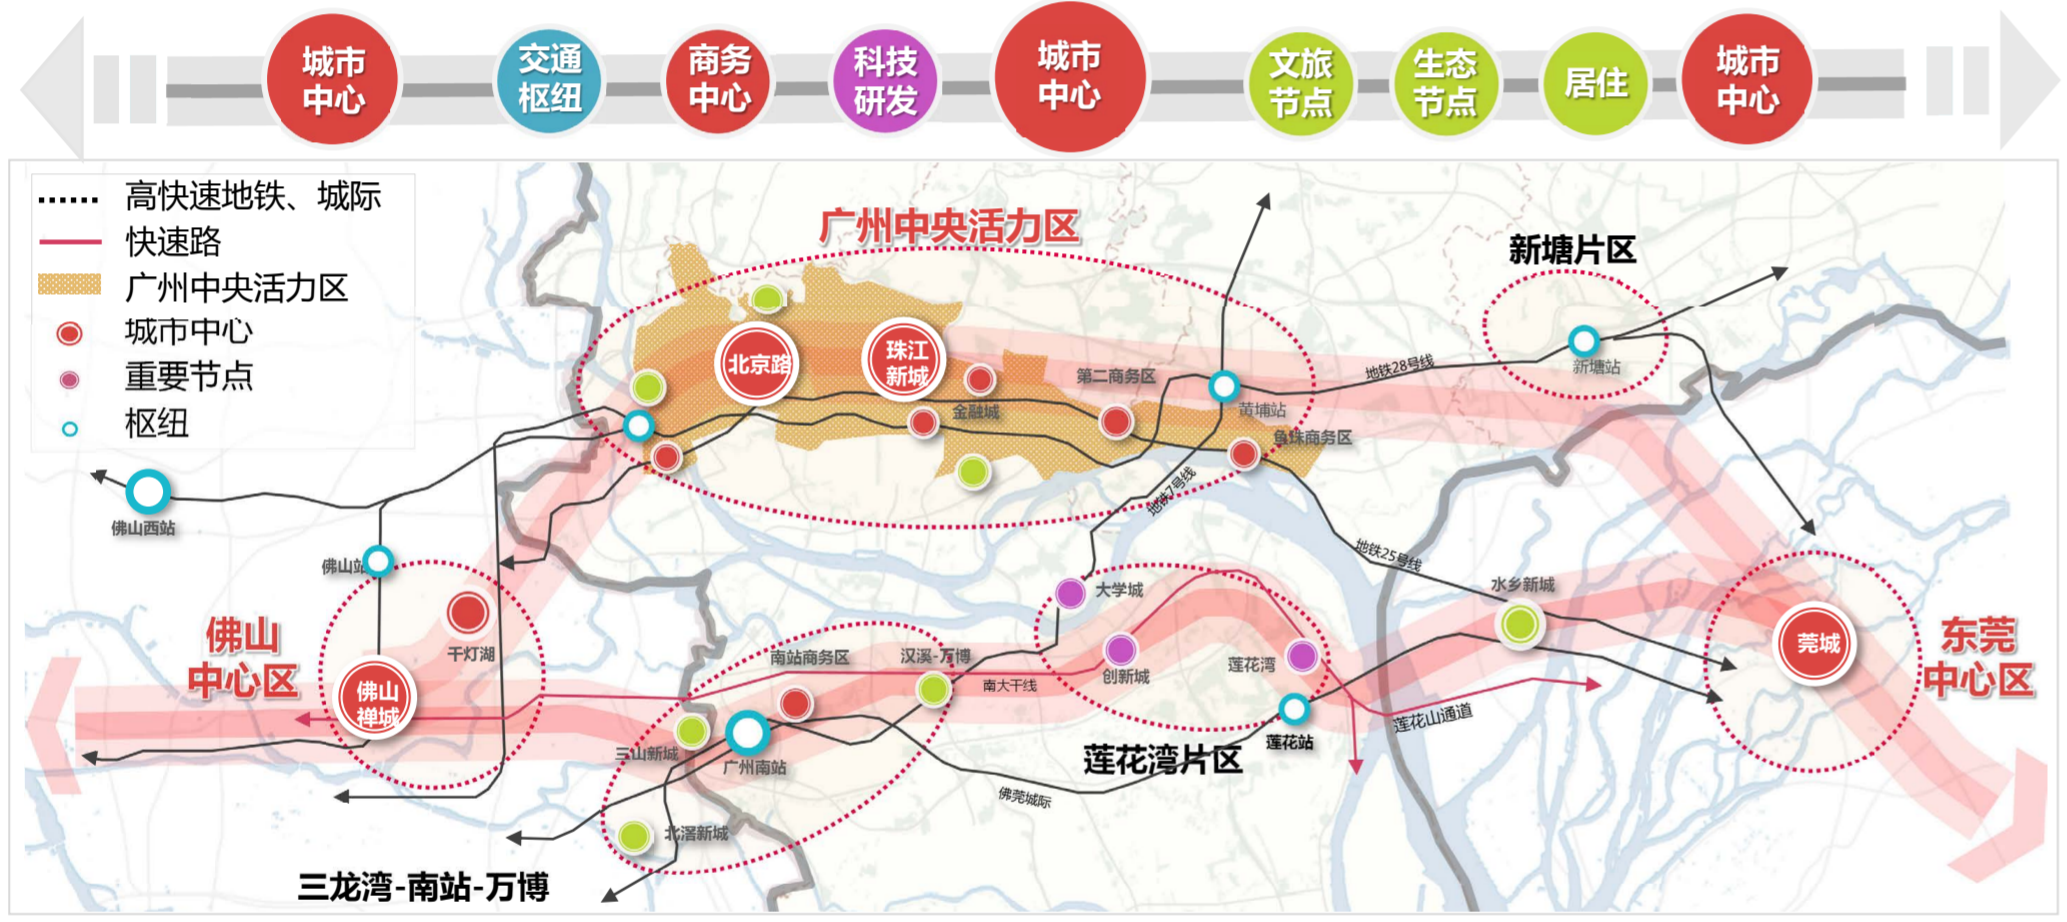 城市
中心
交通
枢纽
商务
中心
科技
研发
城市
中心
文旅
节点
生态
节点
居住
城市
中心
高快速地铁、城际
快速路
广州中央活力区
城市中心
重要节点
枢纽
广州中央活力区
新塘片区
北京路
珠江
新城
第二商务区
金融城
黄埔站
鱼珠商务区
地铁28号线
新塘站
地铁7号线
地铁25号线
佛山西站
佛山站
佛山
中心区
千灯湖
佛山
禅城
大学城
水乡新城
莞城
东莞
中心区
南站商务区
汉溪-万博
南大干线
创新城
莲花湾
莲花站
莲花山通道
三山新城
广州南站
莲花湾片区
佛莞城际
北滘新城
三龙湾-南站-万博